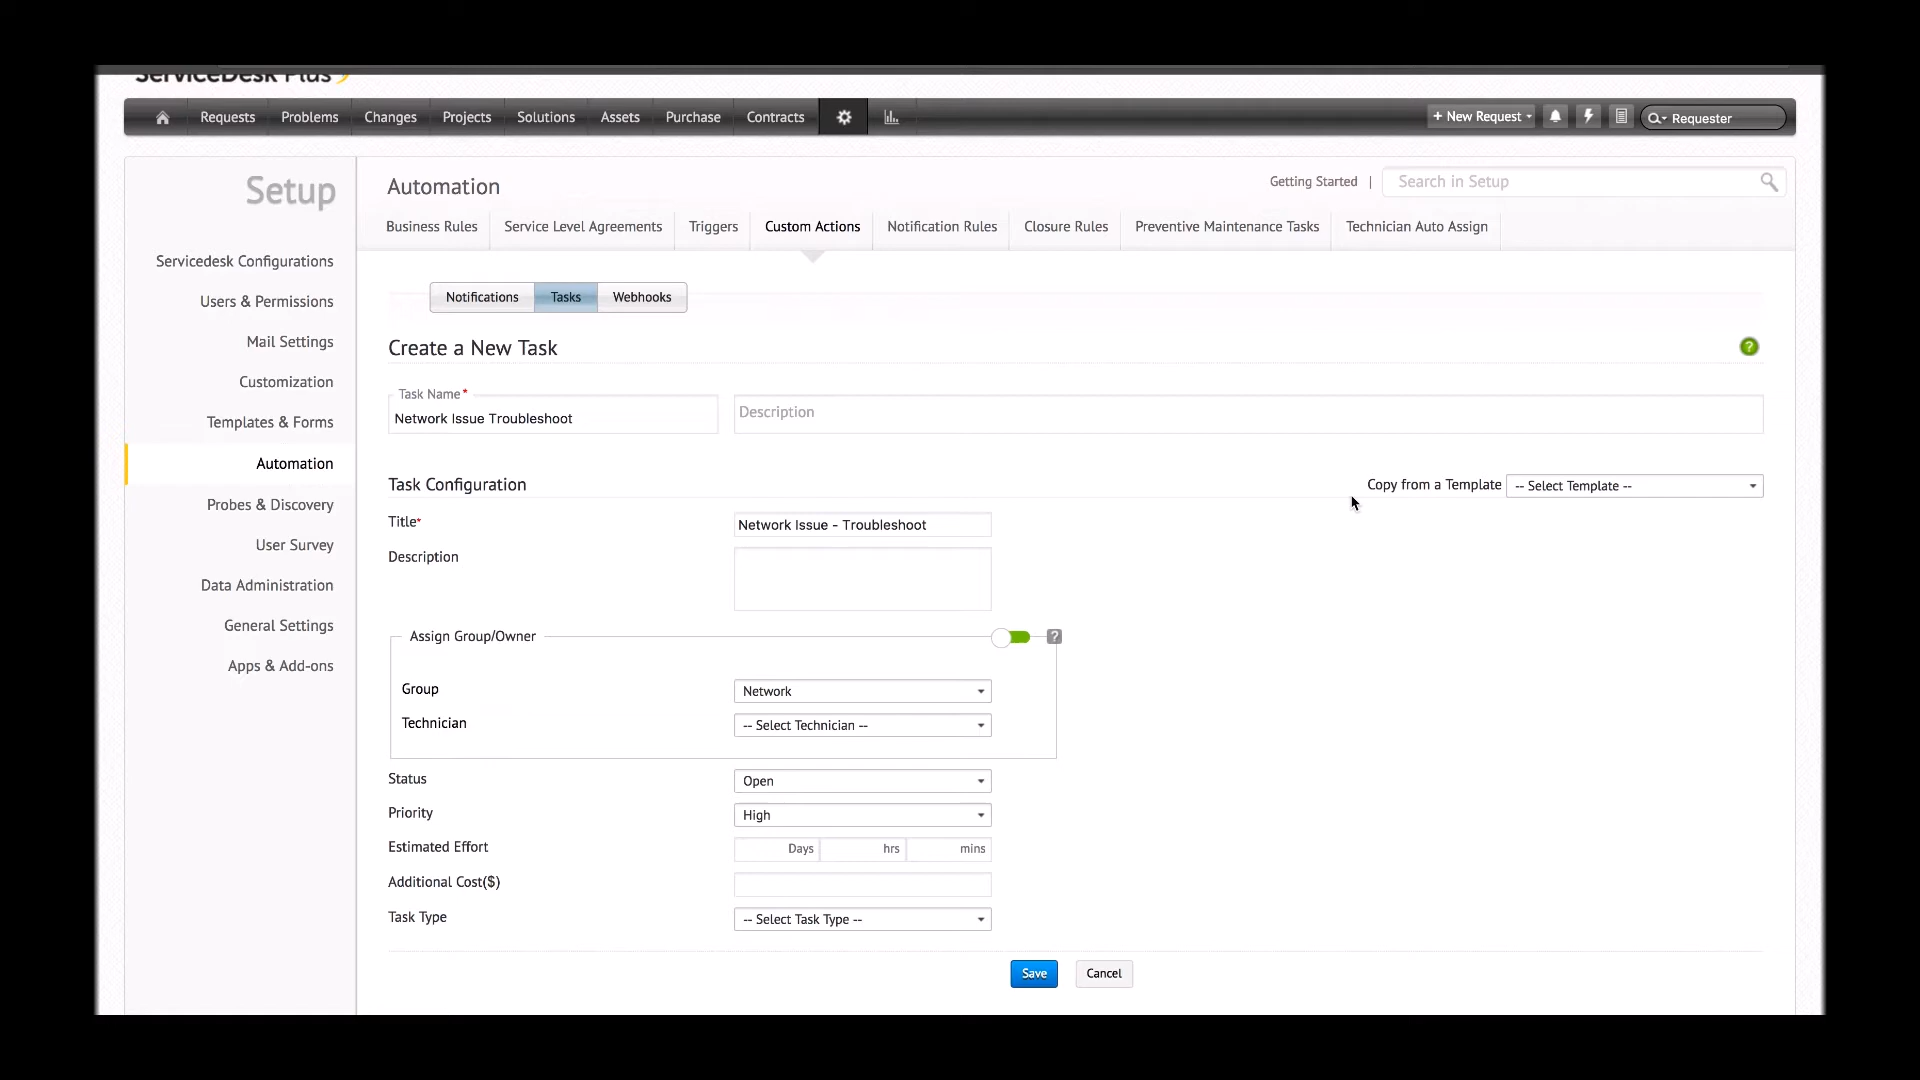 ServiceDesk Plus
Requests Problems Changes Projects Solutions Assets Purchase Contracts + New Request Requester
Setup
Servicedesk Configurations
Users & Permissions
Mail Settings
Customization
Templates & Forms
Automation
Probes & Discovery
User Survey
Data Administration
General Settings
Apps & Add-ons
Automation
Getting Started | Search in Setup
Business Rules Service Level Agreements Triggers Custom Actions Notification Rules Closure Rules Preventive Maintenance Tasks Technician Auto Assign
Notifications Tasks Webhooks
Create a New Task ?
Task Name*
Network Issue Troubleshoot
Description
Task Configuration
Copy from a Template -- Select Template --
Title* Network Issue - Troubleshoot
Description
Assign Group/Owner ?
Group Network
Technician -- Select Technician --
Status Open
Priority High
Estimated Effort Days hrs mins
Additional Cost($)
Task Type -- Select Task Type --
Save Cancel